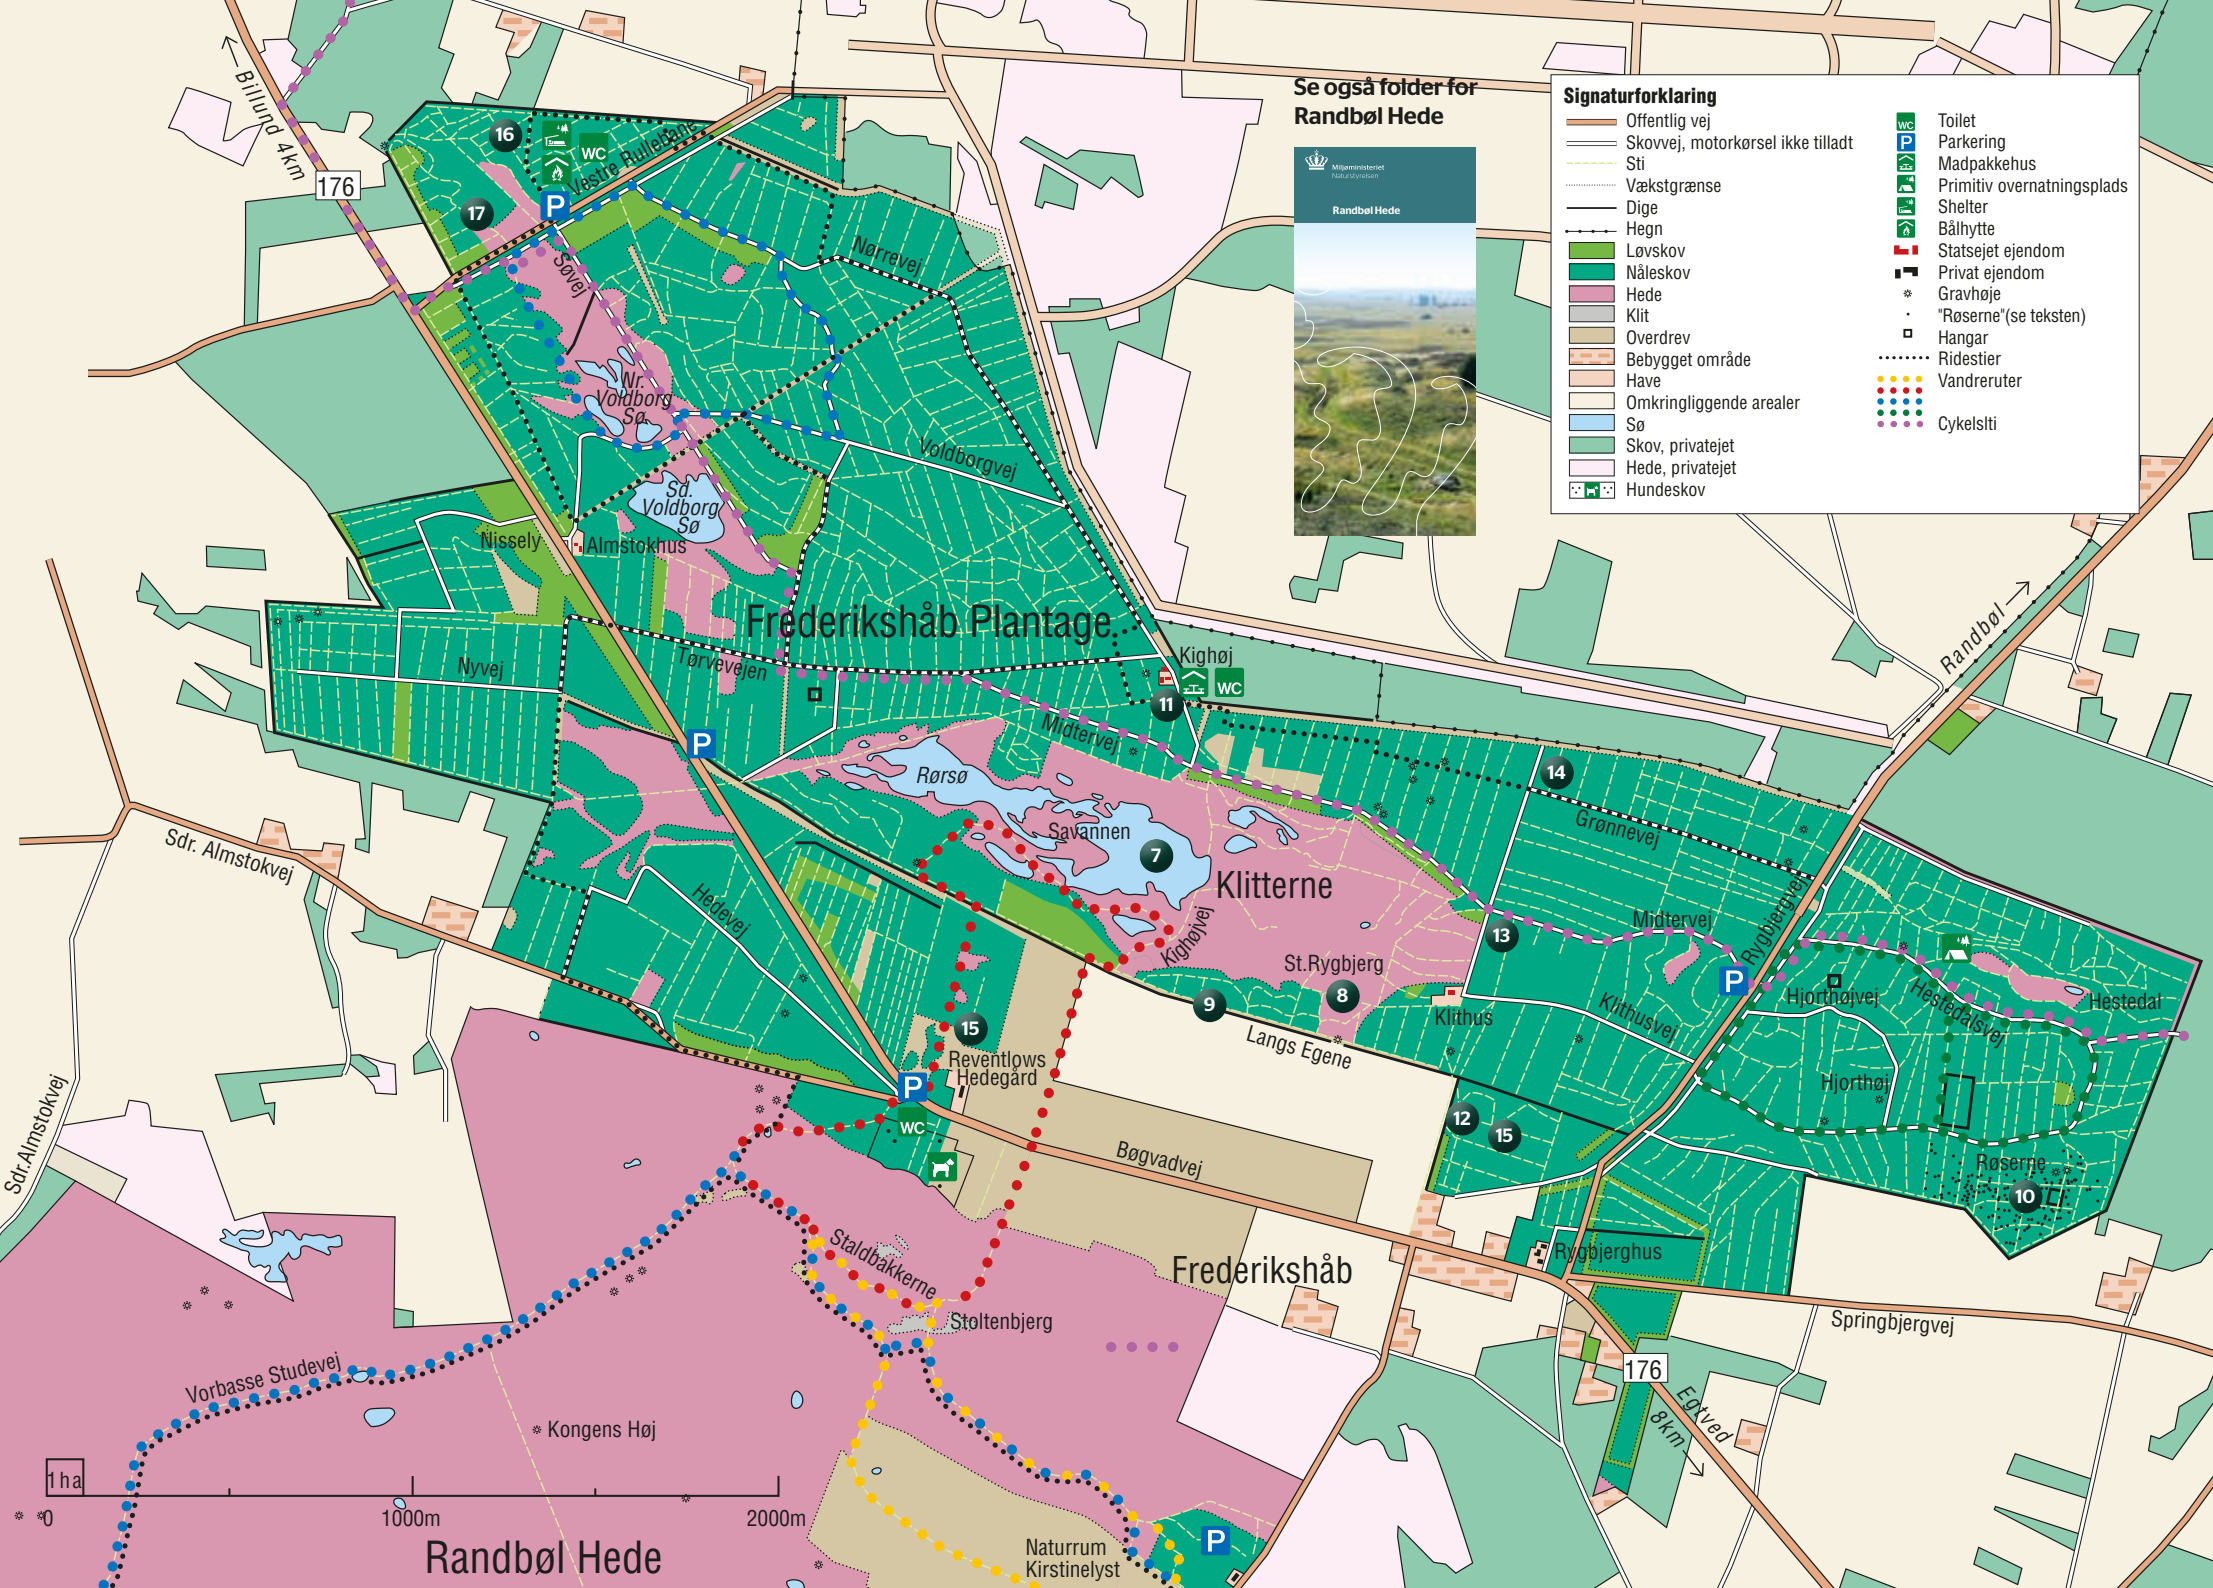 Se også folder for
Randbøl Hede
Miljøministeriet
Naturstyrelsen
Randbøl Hede
Signaturforklaring
Offentlig vej
Skovvej, motorkørsel ikke tilladt
Sti
Vækstgrænse
Dige
Hegn
Løvskov
Nåleskov
Hede
Klit
Overdrev
Bebygget område
Have
Omkringliggende arealer
Sø
Skov, privatejet
Hede, privatejet
Hundeskov
WC Toilet
P Parkering
Madpakkehus
Primitiv overnatningsplads
Shelter
Bålhytte
Statsejet ejendom
Privat ejendom
Gravhøje
"Røserne"(se teksten)
Hangar
Ridestier
Vandreruter
Cykelslti
Billund 4km
176
16
WC
Vestre Rullebane
17
P
Søvej
Nørrevej
Nr.
Voldborg
Sø
Voldborgvej
Sd.
Voldborg
Sø
Nissely
Almstokhus
Frederikshåb Plantage
Tørvevejen
Nyvej
Kighøj
WC
11
Randbøl
P
Midtervej
Rørsø
14
Grønnevej
Savannen
7
Klitterne
Sdr. Almstokvej
Hedevej
Kighøjvej
13
Midtervej
Rygbjergvej
St.Rygbjerg
8
9
P
Hjorthøjvej
Hestedalsvej
Hestedal
Klithus
Klithusvej
Langs Egene
15
Reventlows
Hedegård
P
WC
Hjorthøj
12
15
Sdr.Almstokvej
Bøgvadvej
Røserne
10
Staldbakkerne
Frederikshåb
Rygbjerghus
Stoltenbjerg
Springbjergvej
176
Egtved
8km
Vorbasse Studevej
Kongens Høj
1 ha
0
1000m
2000m
Randbøl Hede
Naturrum
Kirstinelyst
P